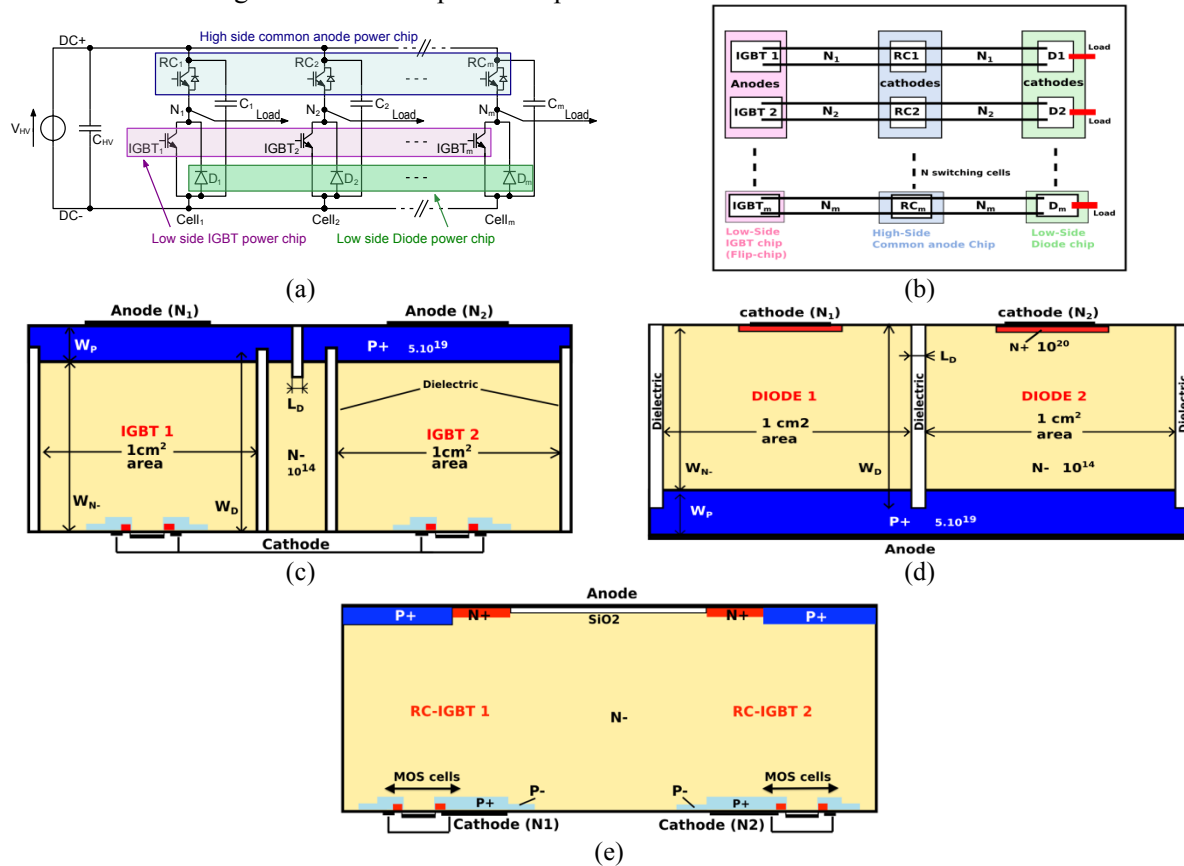 DC+
High side common anode power chip
RC1 RC2 RCm
VHV CHV
N1 C1 N2 C2 Nm Cm
Load Load Load
IGBT1 IGBT2 IGBTm
D1 D2 Dm
DC-
Cell1 Cell2 Cellm
Low side IGBT power chip Low side Diode power chip
(a)
IGBT 1 N1 RC1 N1 D1 Load
Anodes cathodes cathodes
IGBT 2 N2 RC2 N2 D2 Load
N switching cells
IGBTm Nm RCm Nm Dm Load
Low-Side High-Side Low-Side
IGBT chip Common anode Chip Diode chip
(Flip-chip)
(b)
Anode (N1) Anode (N2)
WP P+ 5.10^19
Dielectric
LD
IGBT 1 IGBT 2
1cm² 1cm²
area area
N-
10^14
WN- WD
Cathode
(c)
cathode (N1) cathode (N2)
N+ 10^20
LD
Dielectric Dielectric Dielectric
DIODE 1 DIODE 2
1 cm2 1 cm²
area area
WN- WD N- 10^14
WP P+ 5.10^19
Anode
(d)
Anode
P+ N+ SiO2 N+ P+
RC-IGBT 1 N- RC-IGBT 2
MOS cells MOS cells
P+ P- P- P+
Cathode (N1) Cathode (N2)
(e)